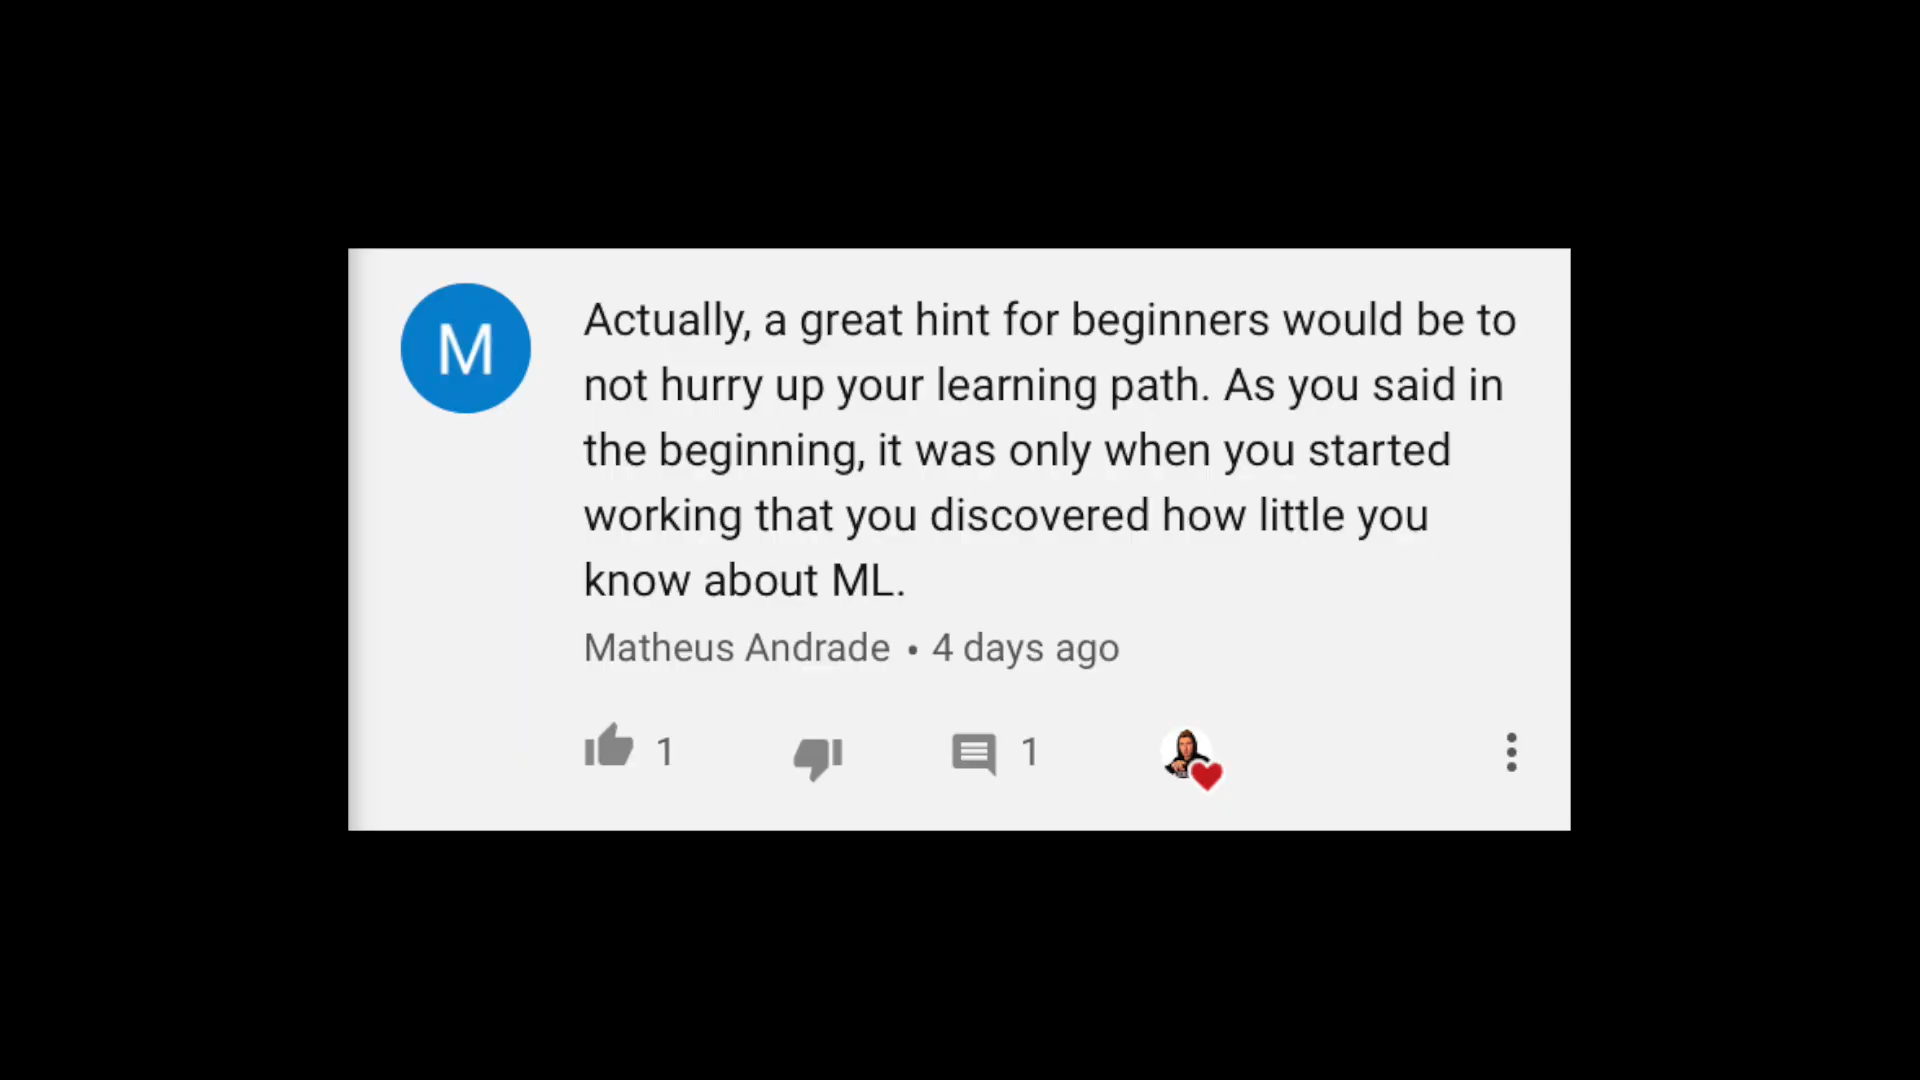 M
Actually, a great hint for beginners would be to
not hurry up your learning path. As you said in
the beginning, it was only when you started
working that you discovered how little you
know about ML.
Matheus Andrade • 4 days ago
1
1